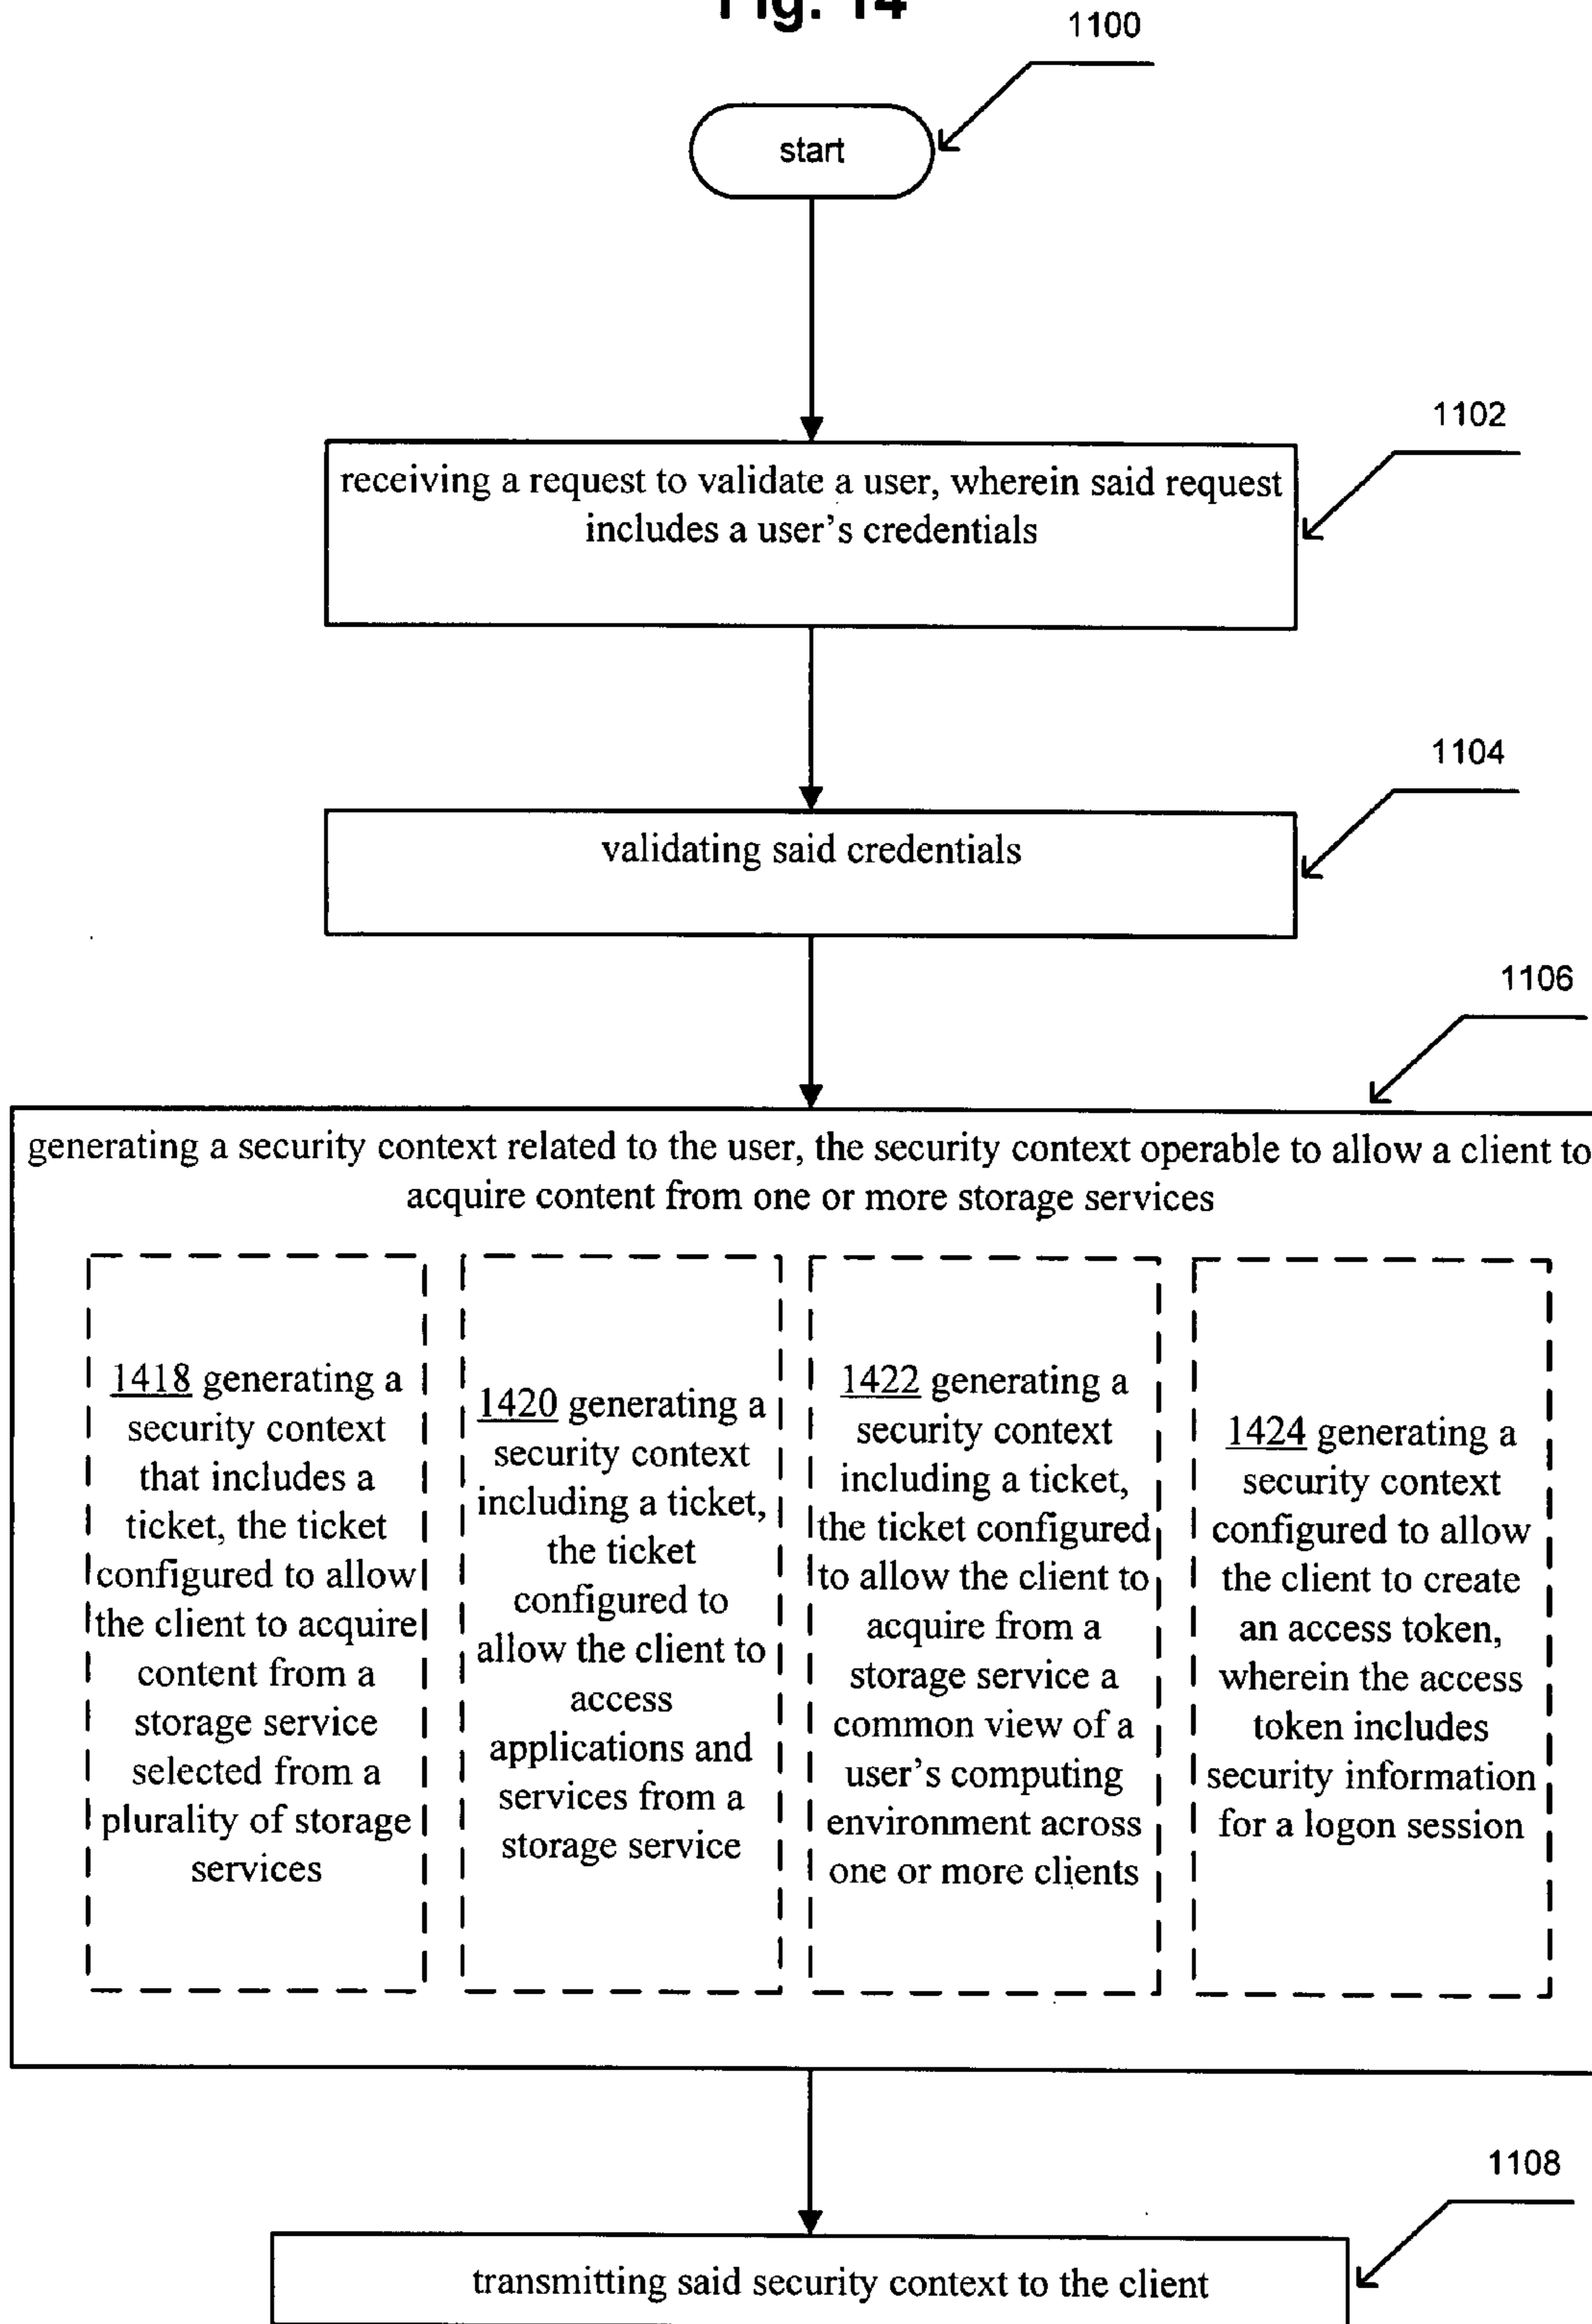 Fig. 14
1100
start
1102
receiving a request to validate a user, wherein said request
includes a user's credentials
1104
validating said credentials
1106
generating a security context related to the user, the security context operable to allow a client to
acquire content from one or more storage services
1418 generating a
security context
that includes a
ticket, the ticket
configured to allow
the client to acquire
content from a
storage service
selected from a
plurality of storage
services
1420 generating a
security context
including a ticket,
the ticket
configured to
allow the client to
access
applications and
services from a
storage service
1422 generating a
security context
including a ticket,
the ticket configured
to allow the client to
acquire from a
storage service a
common view of a
user's computing
environment across
one or more clients
1424 generating a
security context
configured to allow
the client to create
an access token,
wherein the access
token includes
security information
for a logon session
1108
transmitting said security context to the client